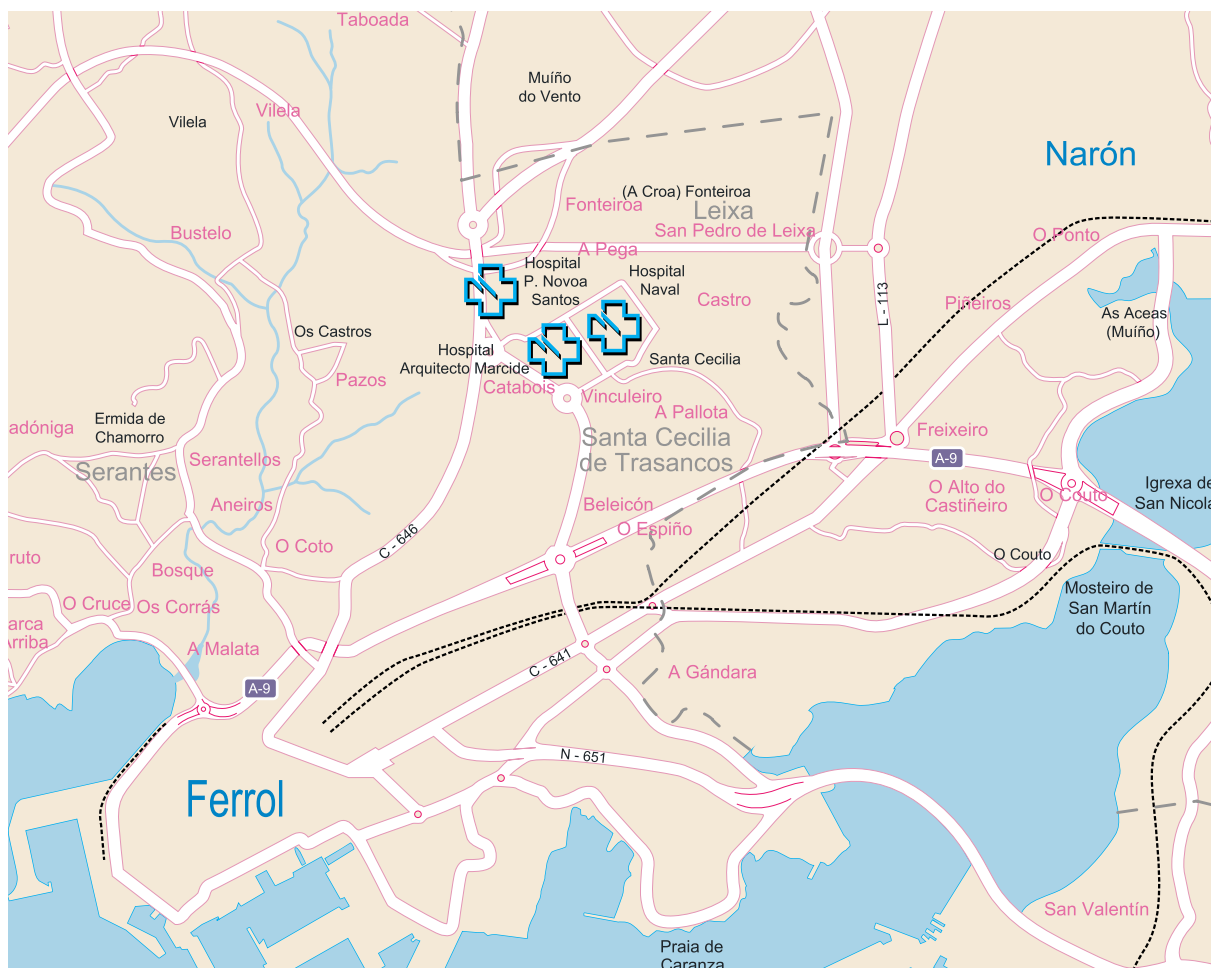 Taboada
Muíño
do Vento
Vilela
Vilela
Narón
(A Croa) Fonteiroa
Fonteiroa
Leixa
San Pedro de Leixa
Bustelo
O Ponto
A Pega
Hospital
P. Novoa
Santos
Hospital
Naval
Castro
L - 113
Piñeiros
As Aceas
(Muíño)
Os Castros
Hospital
Arquitecto Marcide
Santa Cecilia
Pazos
Catabois
Vinculeiro
A Pallota
Ermida de
Chamorro
adóniga
Freixeiro
Santa Cecilia
de Trasancos
Serantes
Serantellos
A-9
Aneiros
Beleicón
O Alto do
Castiñeiro
O Couto
Igrexa de
San Nicola
O Espiño
C - 646
O Coto
O Couto
ruto
Bosque
Mosteiro de
San Martín
do Couto
O Cruce
Os Corrás
arca
Arriba
A Malata
C - 641
A Gándara
A-9
N - 651
Ferrol
San Valentín
Praia de
Caranza